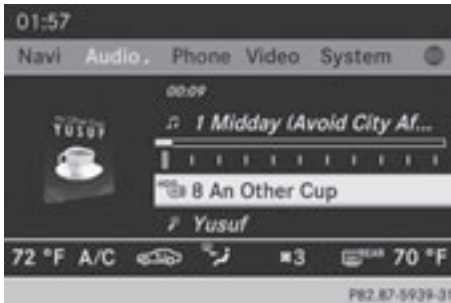 01:57
Navi Audio. Phone Video System
00:09
1 Midday (Avoid City Af...
YUSUF
8 An Other Cup
Yusuf
72 °F A/C 3 REAR 70 °F
P82.87-5939-31